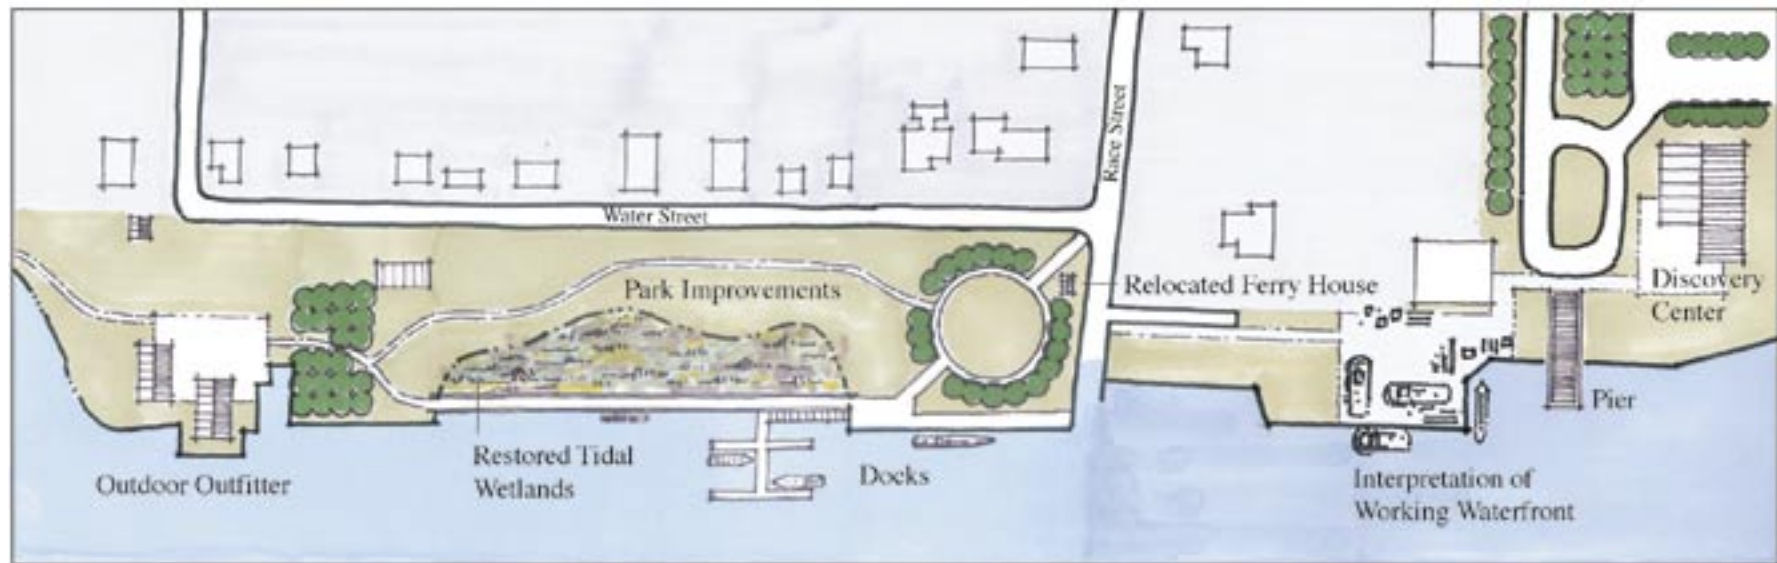 Race Street
Water Street
Park Improvements
Relocated Ferry House
Discovery
Center
Pier
Restored Tidal
Wetlands
Docks
Outdoor Outfitter
Interpretation of
Working Waterfront